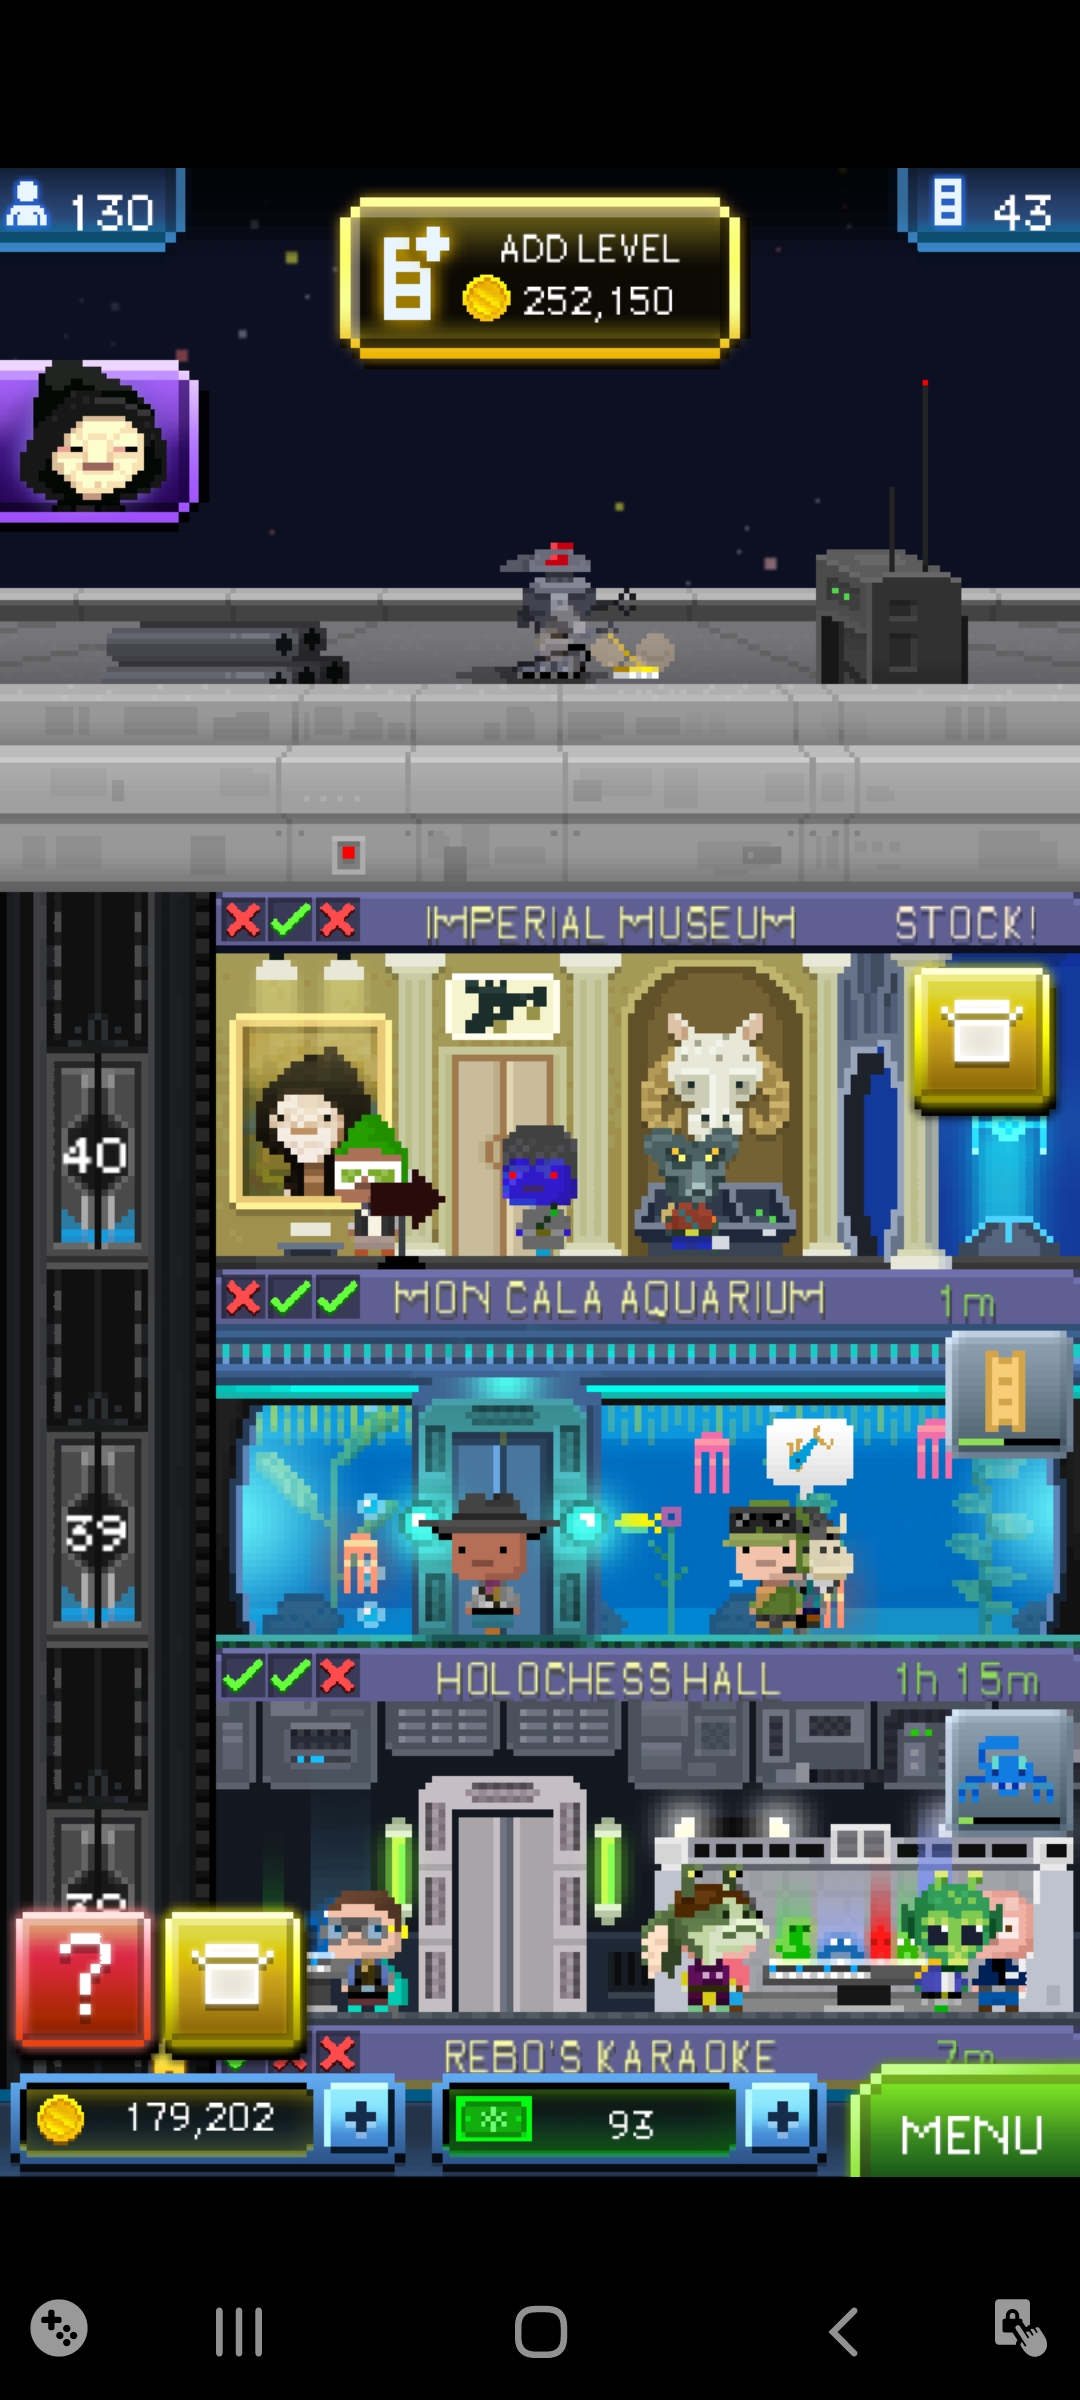 130
ADD LEVEL
252,150
43
IMPERIAL MUSEUM STOCK!
40
MON CALA AQUARIUM 1m
39
HOLOCHESS HALL 1h 15m
?
REBO'S KARAOKE 7m
179,202 + 93 + MENU